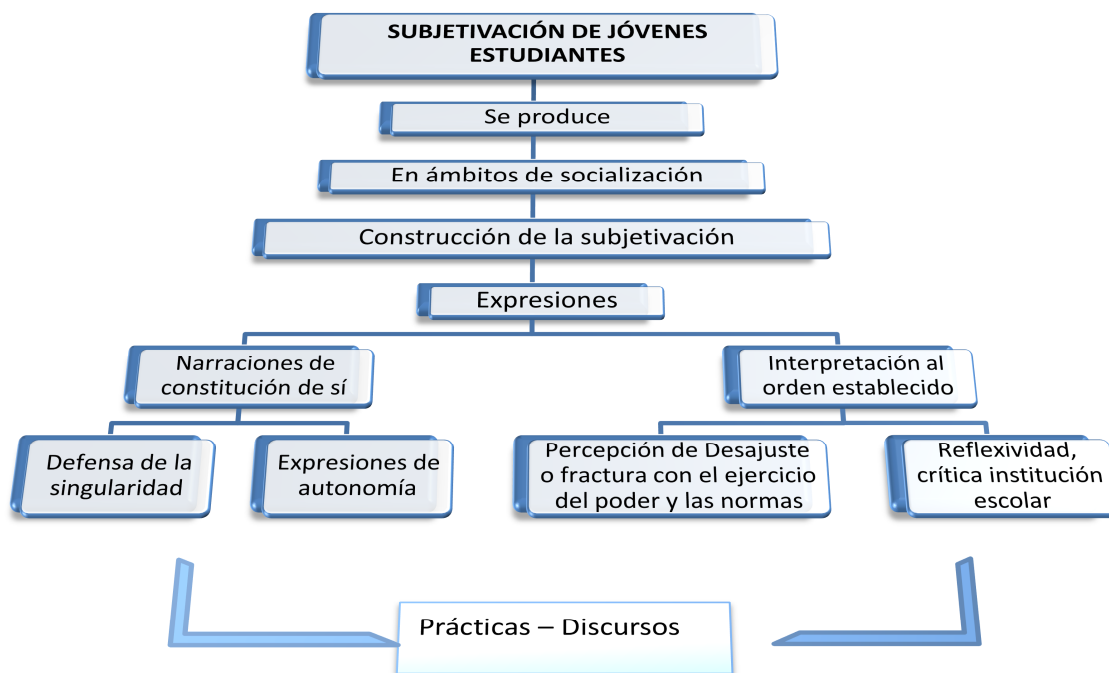 SUBJETIVACIÓN DE JÓVENES
ESTUDIANTES
Se produce
En ámbitos de socialización
Construcción de la subjetivación
Expresiones
Narraciones de
constitución de sí
Interpretación al
orden establecido
Defensa de la
singularidad
Expresiones de
autonomía
Percepción de Desajuste
o fractura con el ejercicio
del poder y las normas
Reflexividad,
crítica institución
escolar
Prácticas – Discursos